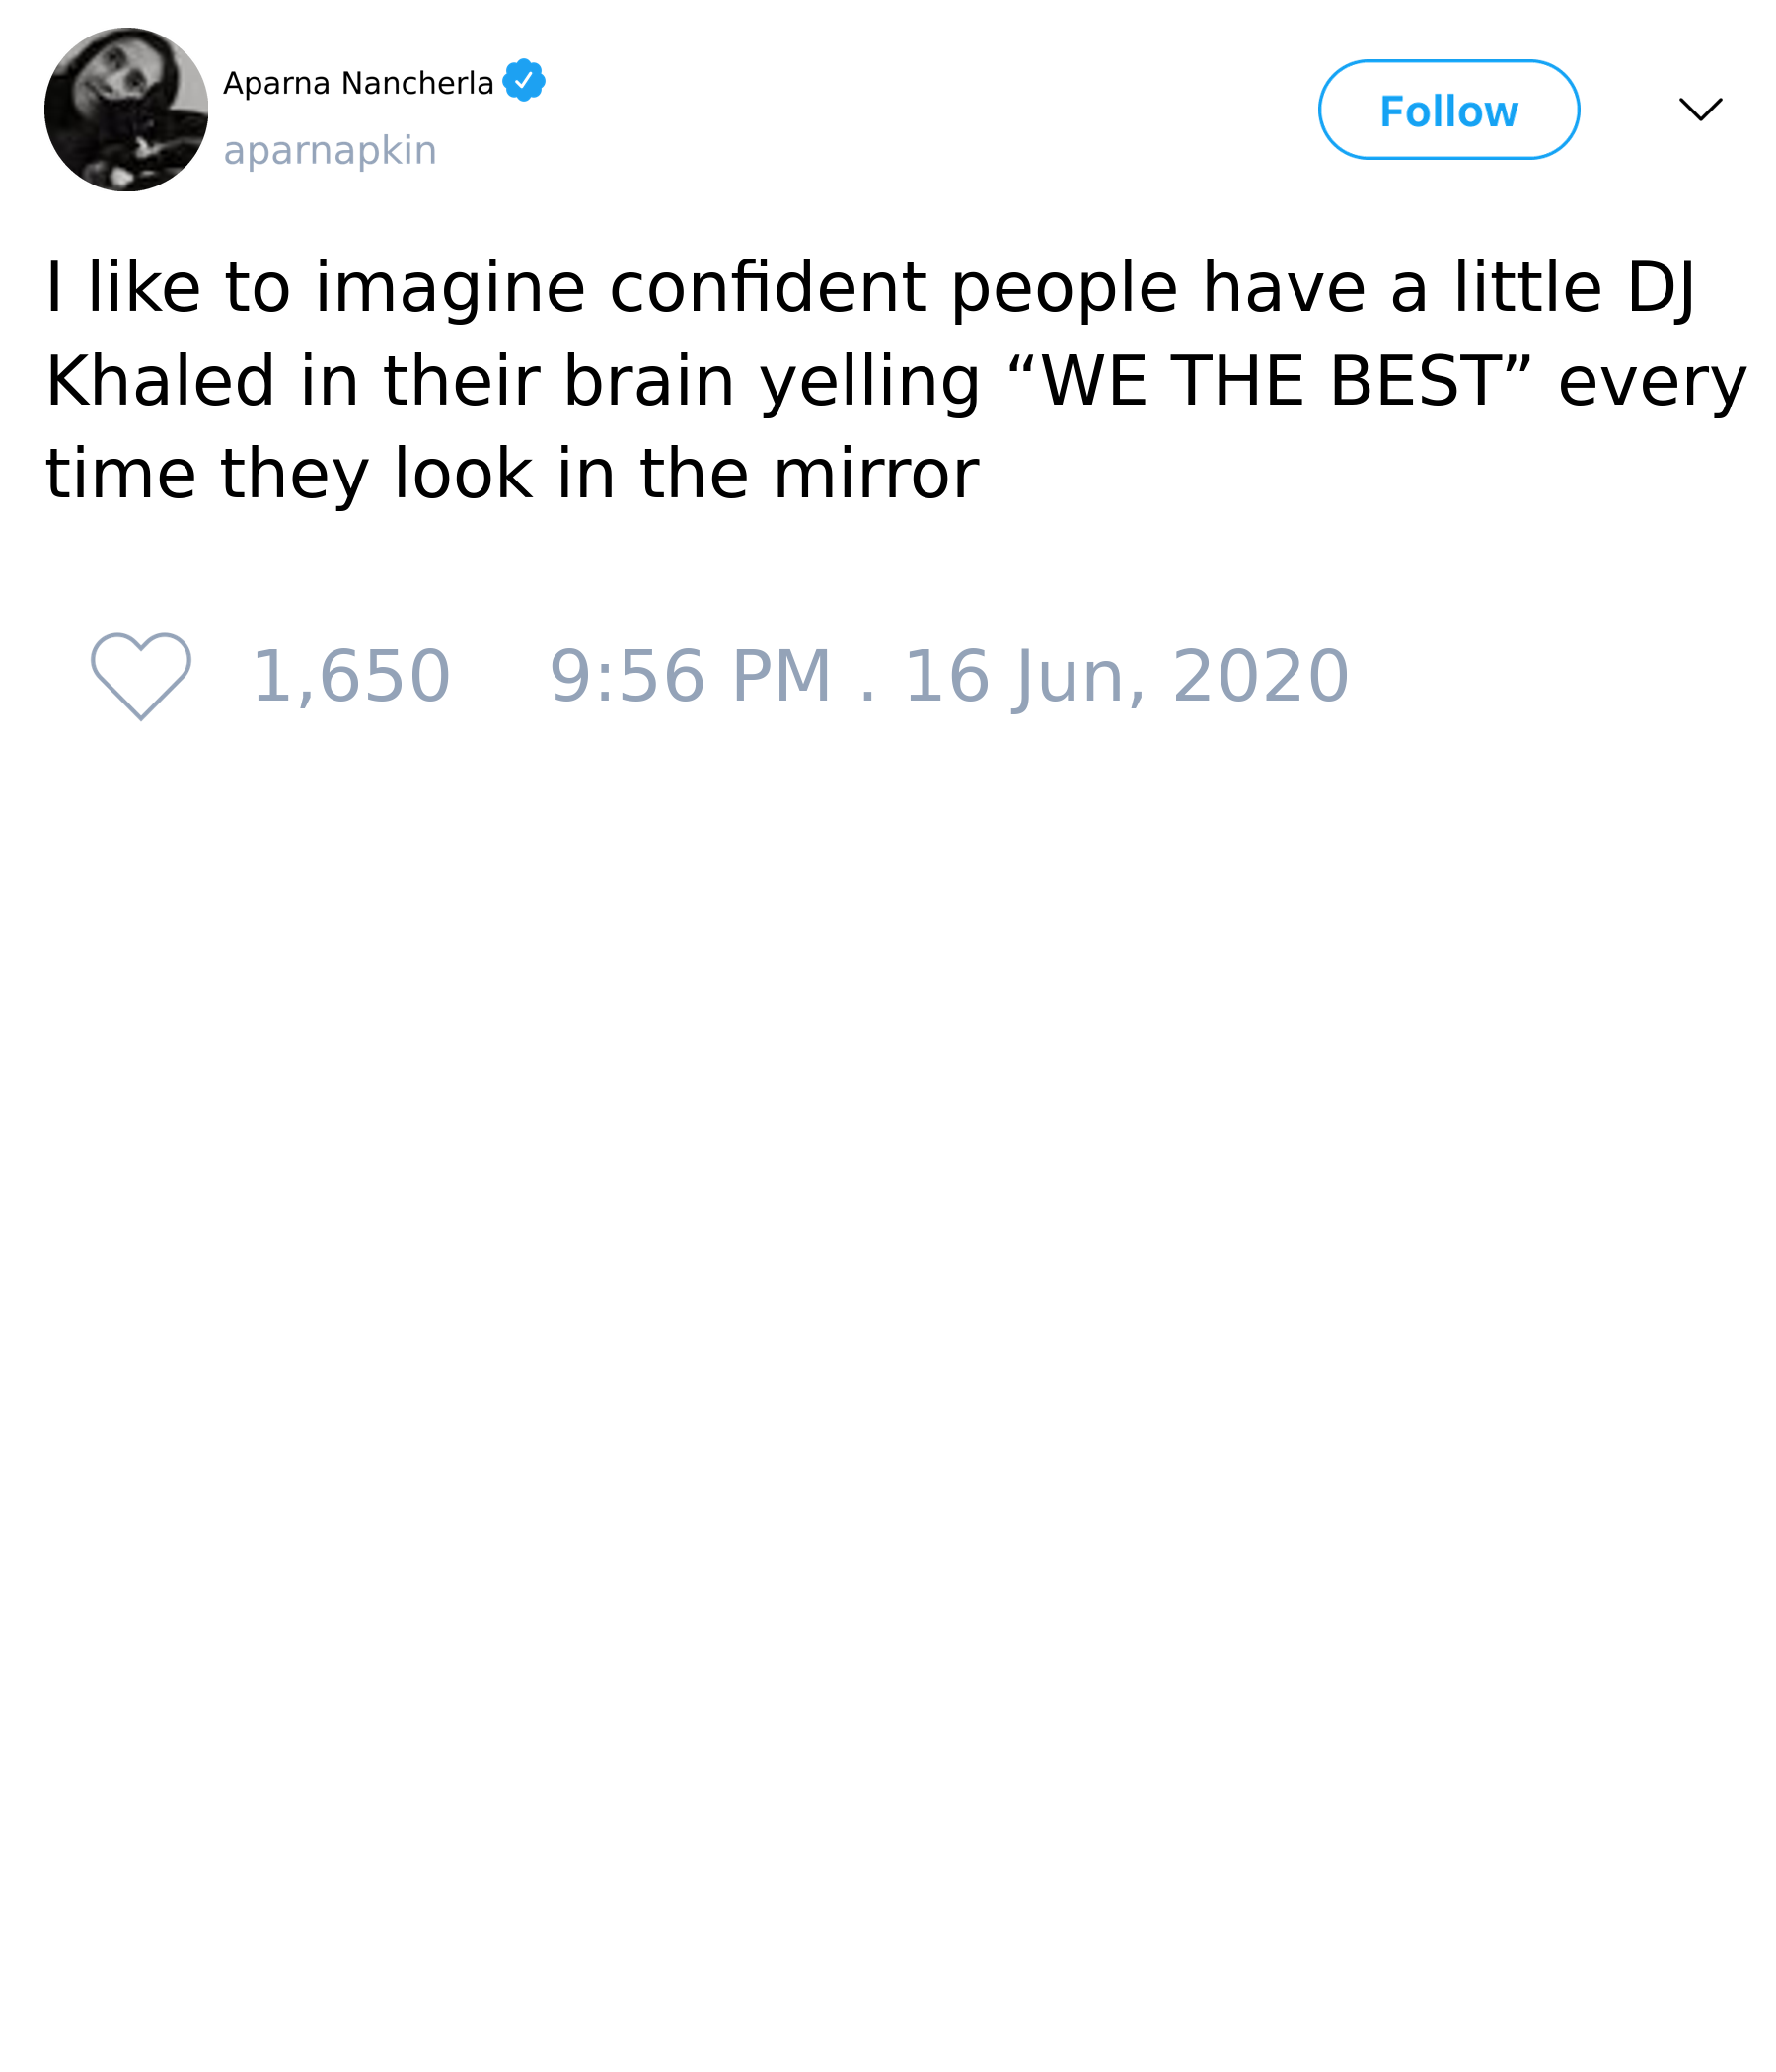 Aparna Nancherla
aparnapkin
Follow
I like to imagine confident people have a little DJ
Khaled in their brain yelling “WE THE BEST” every
time they look in the mirror
1,650 9:56 PM . 16 Jun, 2020